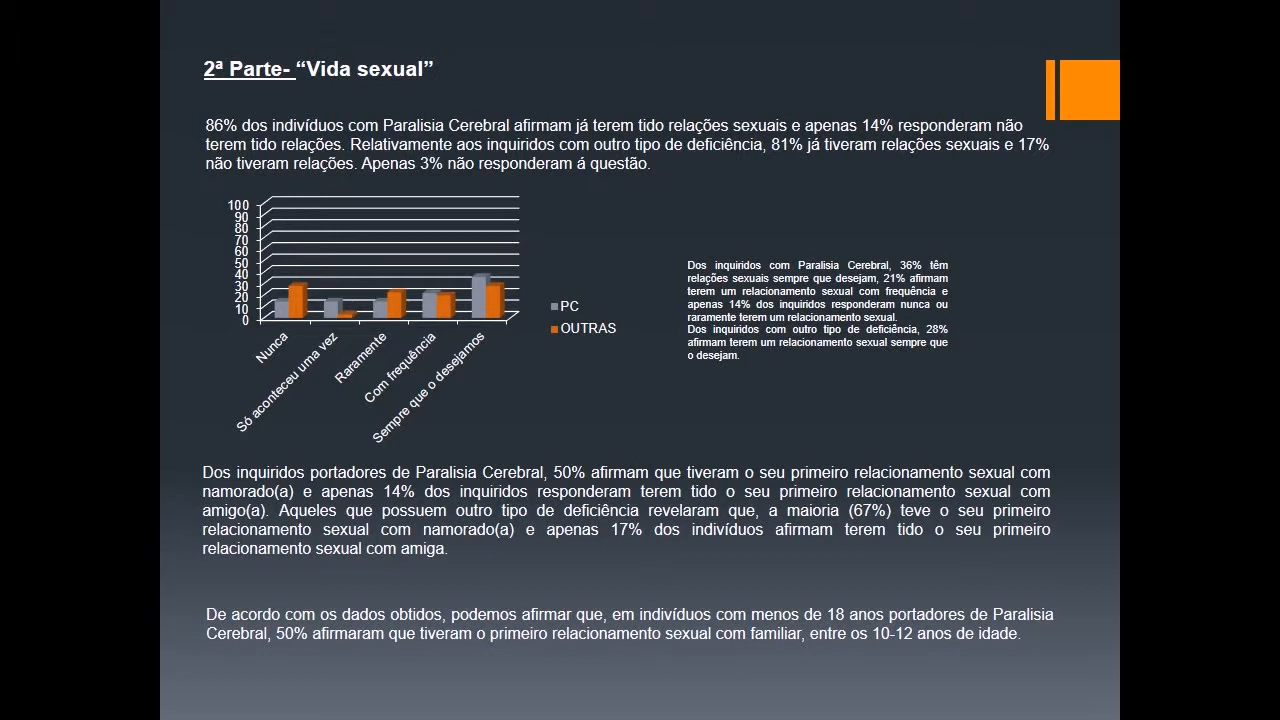 2ª Parte- “Vida sexual”
86% dos indivíduos com Paralisia Cerebral afirmam já terem tido relações sexuais e apenas 14% responderam não
terem tido relações. Relativamente aos inquiridos com outro tipo de deficiência, 81% já tiveram relações sexuais e 17%
não tiveram relações. Apenas 3% não responderam á questão.
100
90
80
70
60
50
40
30
20
10
0
Nunca
Só aconteceu uma vez
Raramente
Com frequência
Sempre que o desejamos
PC
OUTRAS
Dos inquiridos com Paralisia Cerebral, 36% têm
relações sexuais sempre que desejam, 21% afirmam
terem um relacionamento sexual com frequência e
apenas 14% dos inquiridos responderam nunca ou
raramente terem um relacionamento sexual.
Dos inquiridos com outro tipo de deficiência, 28%
afirmam terem um relacionamento sexual sempre que
o desejam.
Dos inquiridos portadores de Paralisia Cerebral, 50% afirmam que tiveram o seu primeiro relacionamento sexual com
namorado(a) e apenas 14% dos inquiridos responderam terem tido o seu primeiro relacionamento sexual com
amigo(a). Aqueles que possuem outro tipo de deficiência revelaram que, a maioria (67%) teve o seu primeiro
relacionamento sexual com namorado(a) e apenas 17% dos indivíduos afirmam terem tido o seu primeiro
relacionamento sexual com amiga.
De acordo com os dados obtidos, podemos afirmar que, em indivíduos com menos de 18 anos portadores de Paralisia
Cerebral, 50% afirmaram que tiveram o primeiro relacionamento sexual com familiar, entre os 10-12 anos de idade.